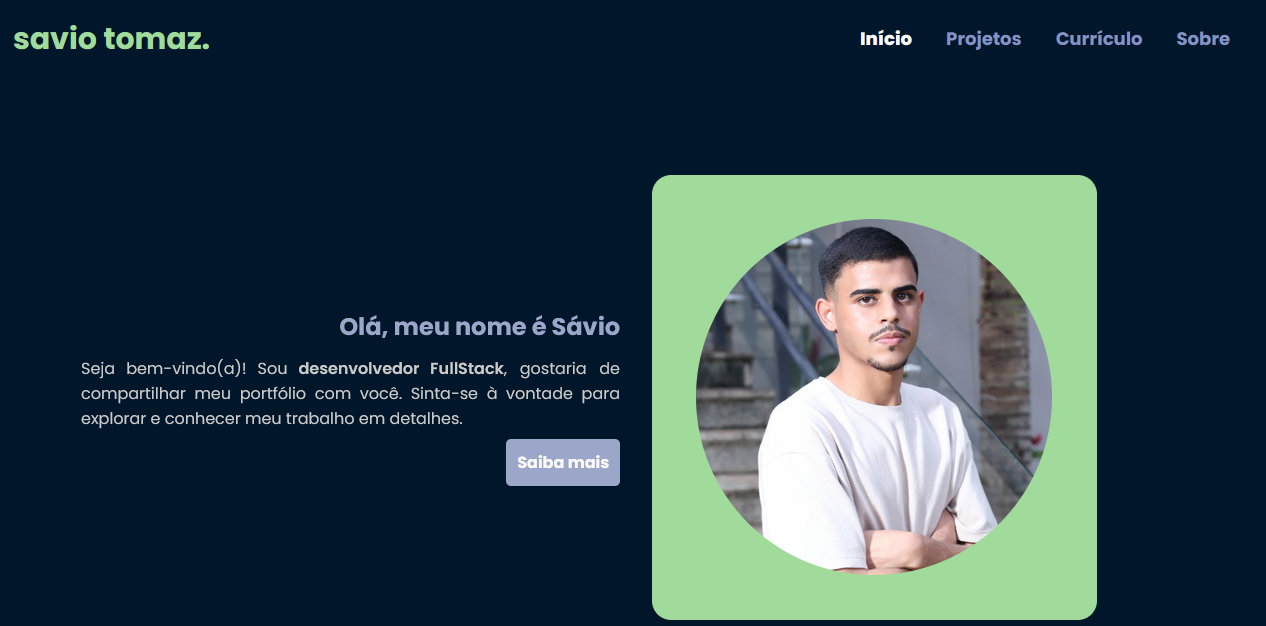 savio tomaz.
Início Projetos Currículo Sobre
Olá, meu nome é Sávio
Seja bem-vindo(a)! Sou desenvolvedor FullStack, gostaria de
compartilhar meu portfólio com você. Sinta-se à vontade para
explorar e conhecer meu trabalho em detalhes.
Saiba mais